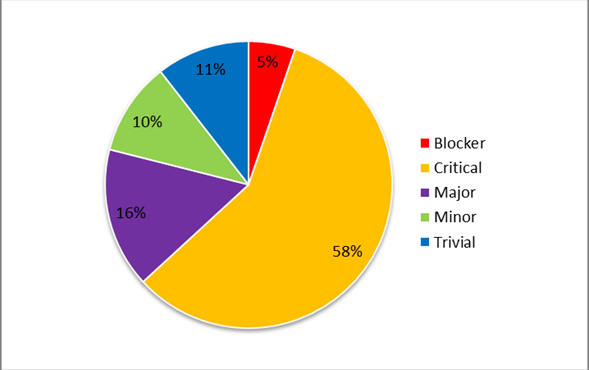 11%
5%
10%
16%
58%
Blocker
Critical
Major
Minor
Trivial